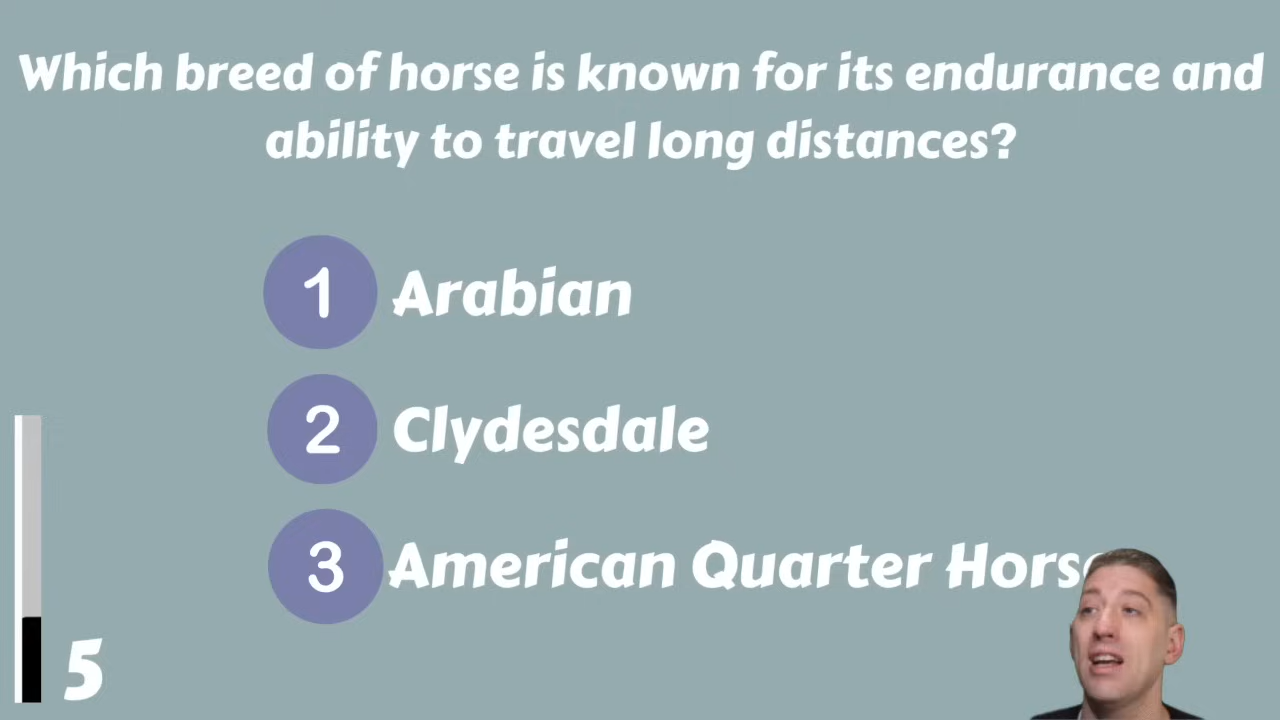 Which breed of horse is known for its endurance and
ability to travel long distances?
1 Arabian
2 Clydesdale
3 American Quarter Horse
5